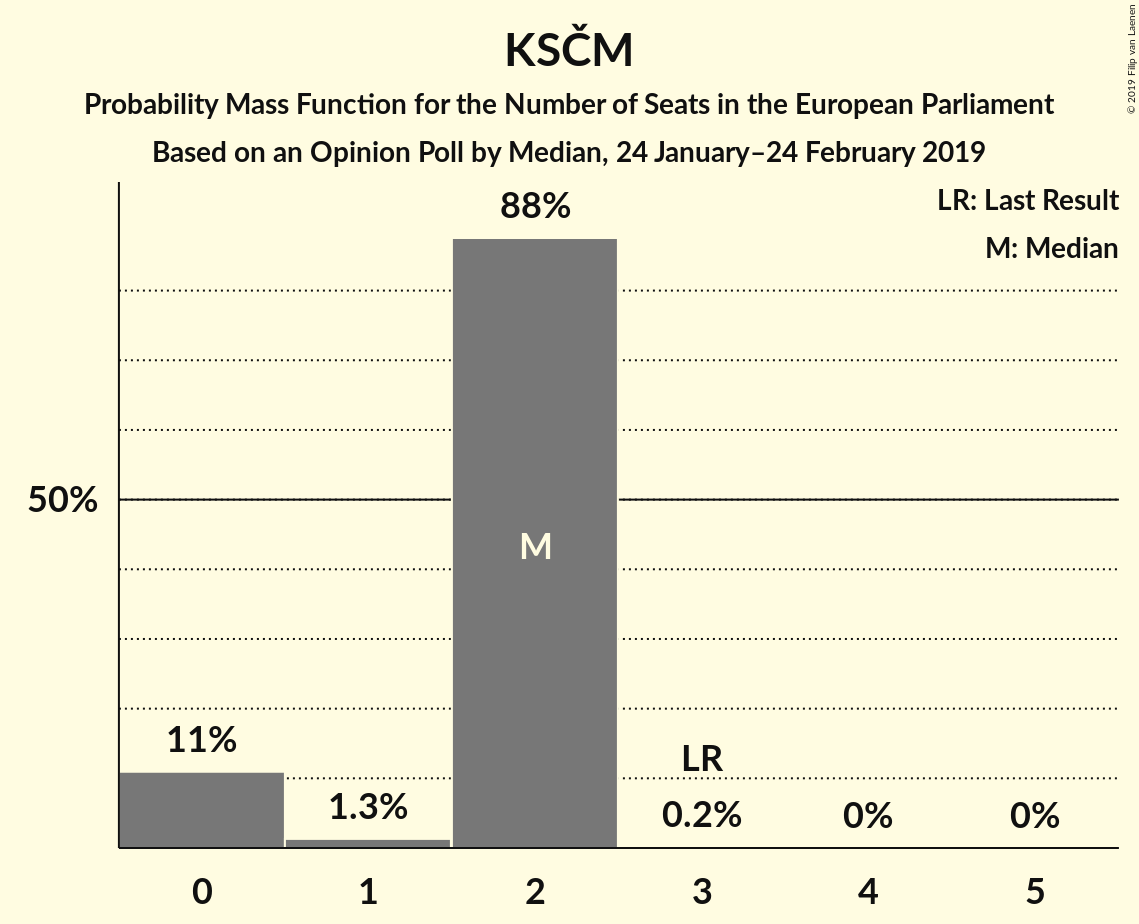 KSČM
Probability Mass Function for the Number of Seats in the European Parliament
Based on an Opinion Poll by Median, 24 January–24 February 2019
© 2019 Filip van Laenen
LR: Last Result
M: Median
88%
50%
M
11%
1.3%
LR
0.2%
0%
0%
0 1 2 3 4 5